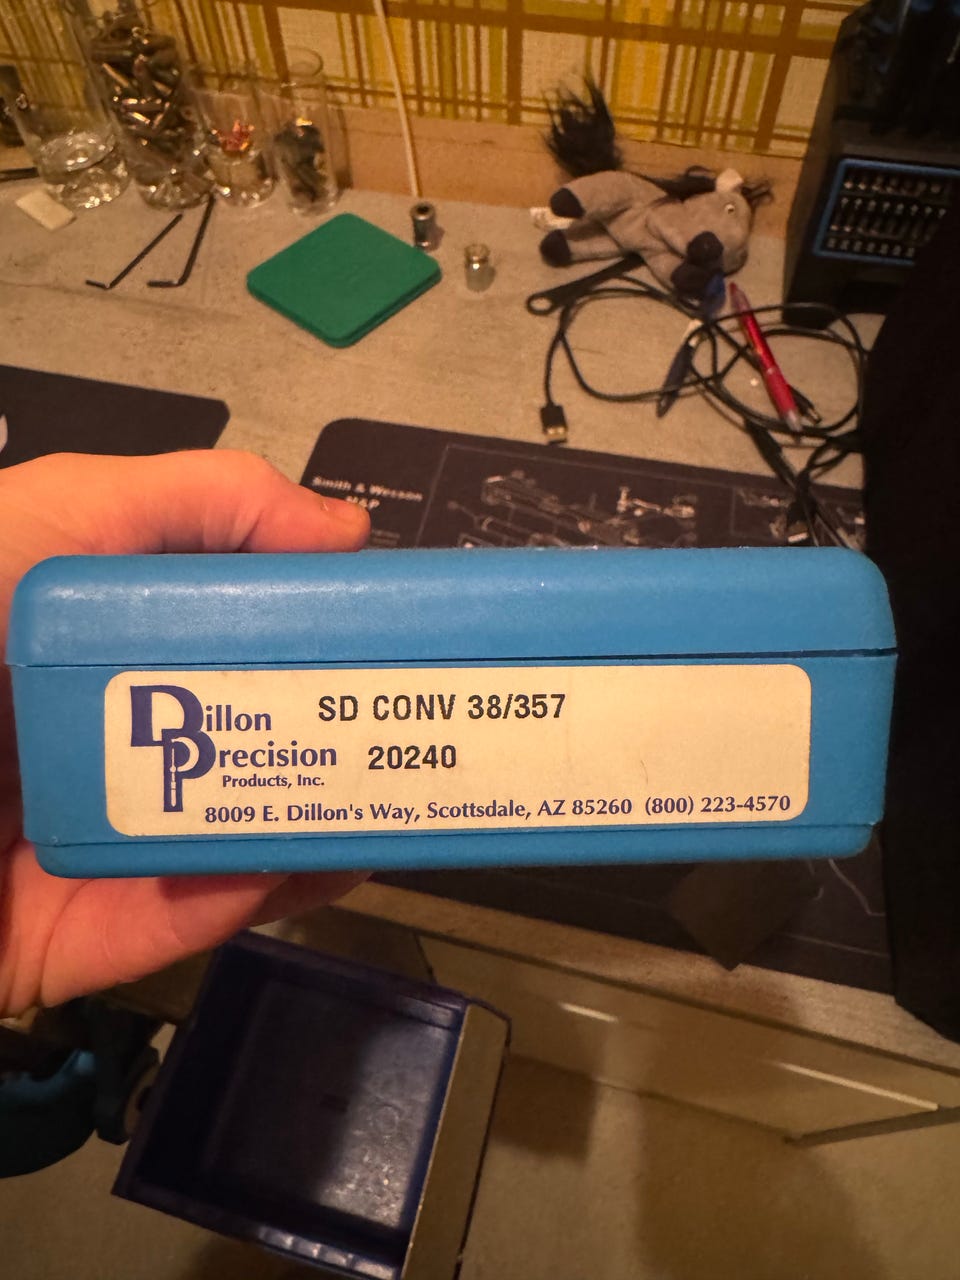 Smith & Wesson
M&P
Dillon
Precision
Products, Inc.
SD CONV 38/357
20240
8009 E. Dillon's Way, Scottsdale, AZ 85260 (800) 223-4570